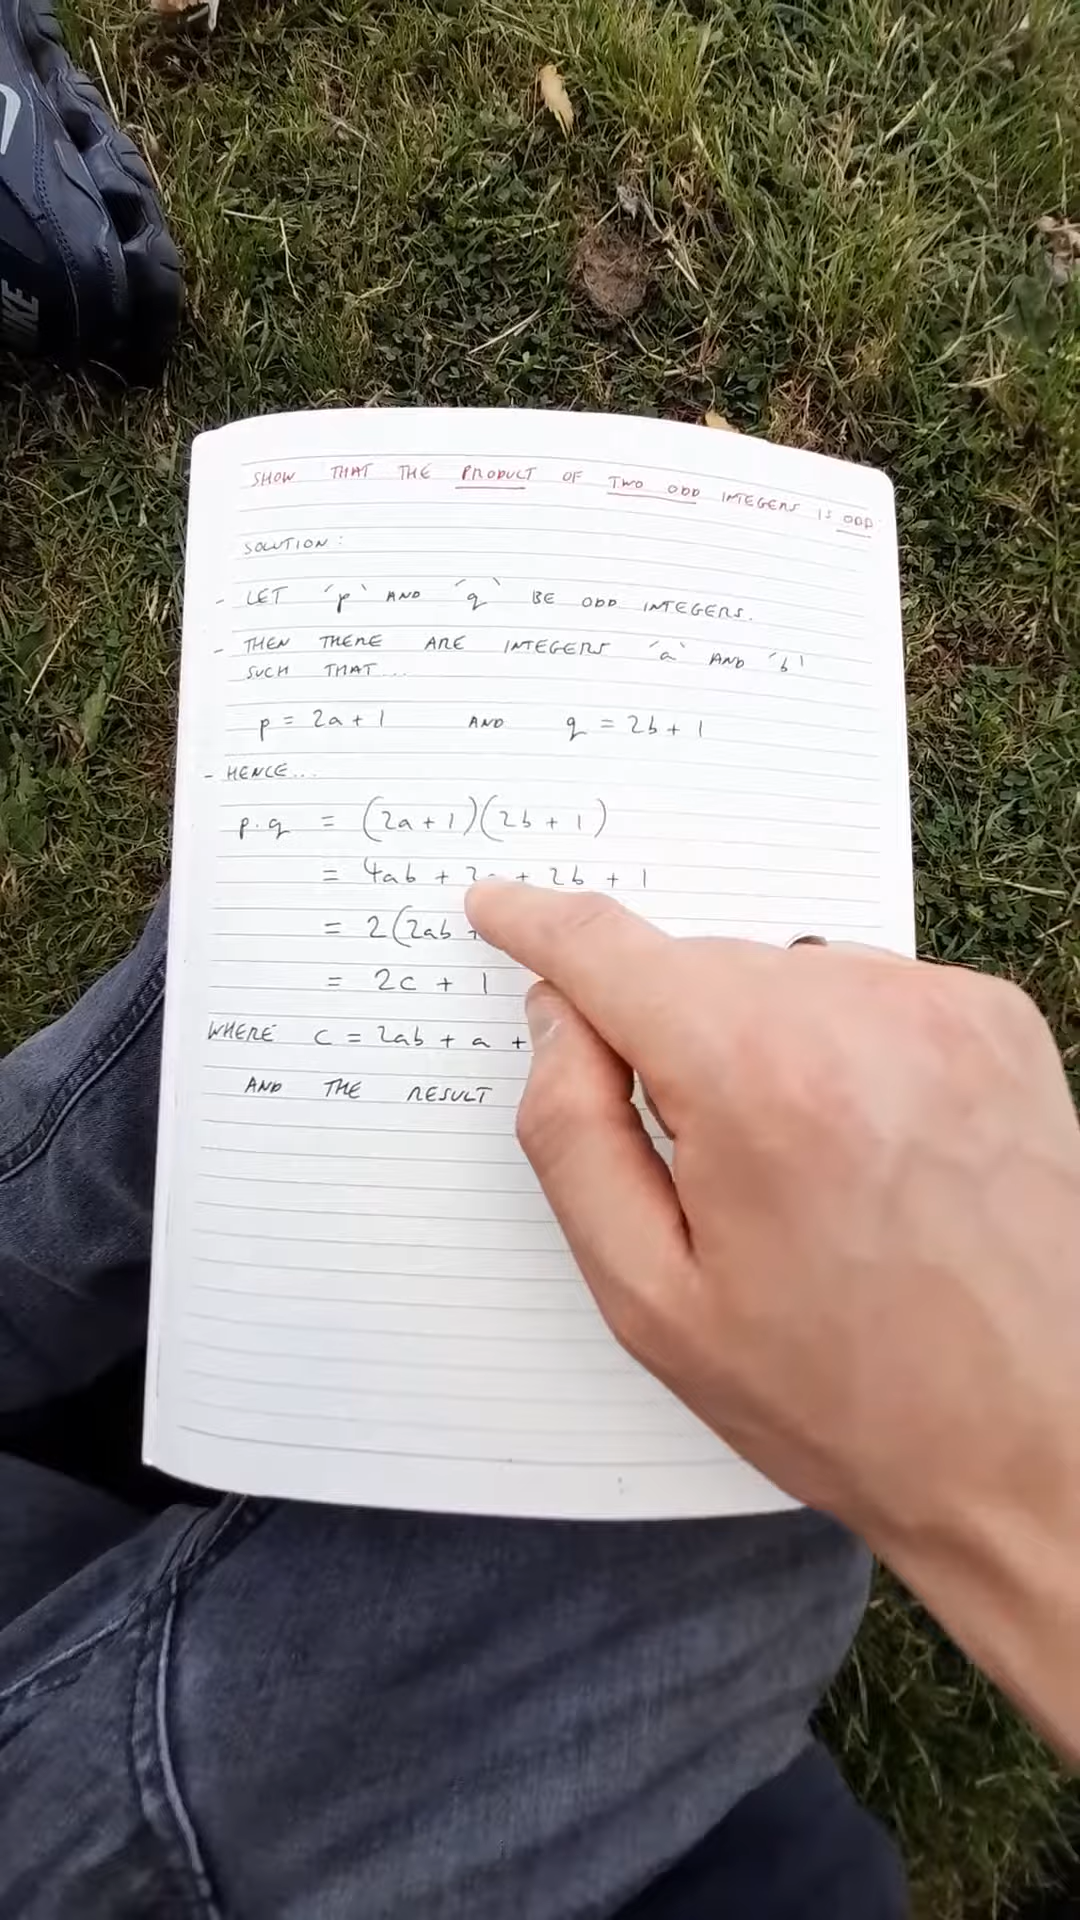 SHOW THAT THE PRODUCT OF TWO ODD INTEGERS IS ODD
SOLUTION:
- LET 'p' AND 'q' BE ODD INTEGERS.
- THEN THERE ARE INTEGERS 'a' AND 'b'
SUCH THAT...
p = 2a + 1 AND q = 2b + 1
- HENCE...
p.q = (2a + 1)(2b + 1)
= 4ab + 2 + 2b + 1
= 2(2ab +
= 2c + 1
WHERE c = 2ab + a +
AND THE RESULT